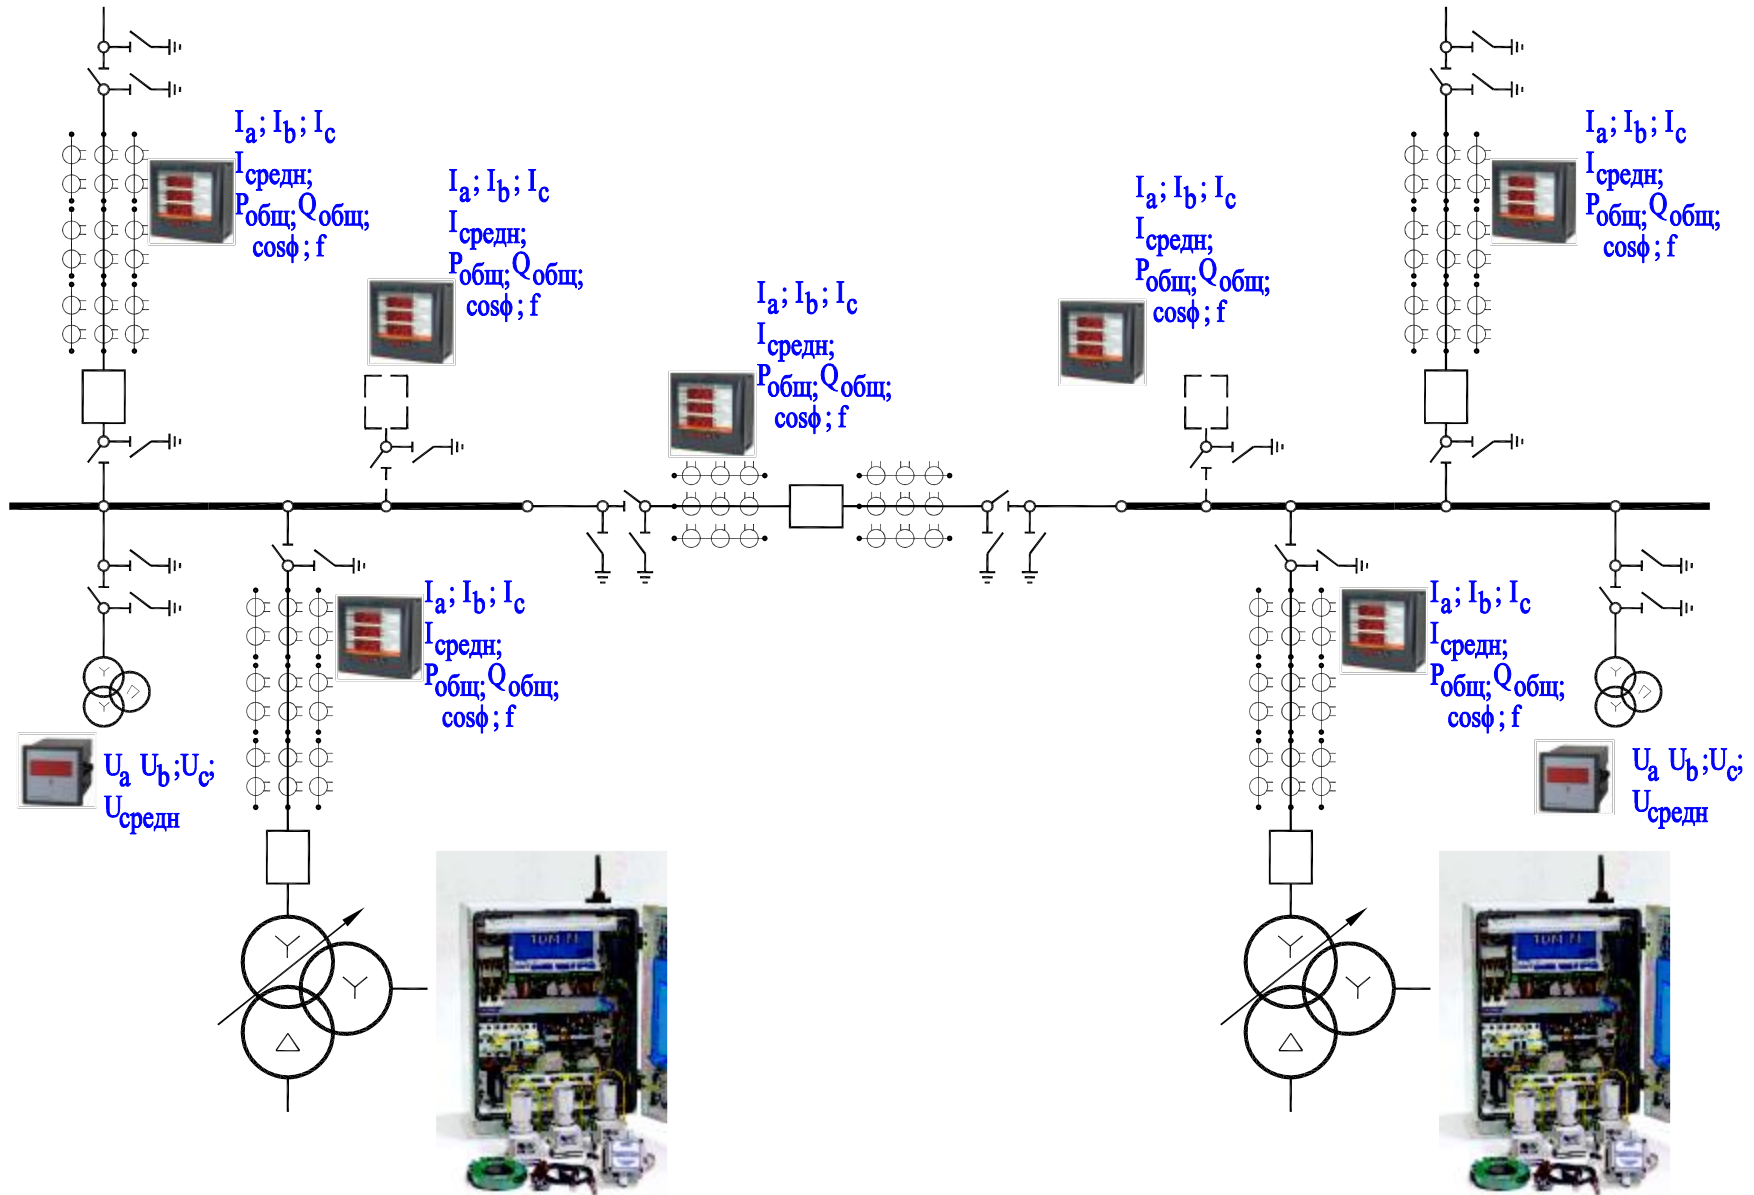 Ia; Ib; Ic
Iсредн;
Pобщ; Qобщ;
cosϕ; f
Ia; Ib; Ic
Iсредн;
Pобщ; Qобщ;
cosϕ; f
Ia; Ib; Ic
Iсредн;
Pобщ; Qобщ;
cosϕ; f
Ia; Ib; Ic
Iсредн;
Pобщ; Qобщ;
cosϕ; f
Ia; Ib; Ic
Iсредн;
Pобщ; Qобщ;
cosϕ; f
Ia; Ib; Ic
Iсредн;
Pобщ; Qобщ;
cosϕ; f
Ia; Ib; Ic
Iсредн;
Pобщ; Qобщ;
cosϕ; f
Ua Ub; Uc;
Uсредн
Ua Ub; Uc;
Uсредн